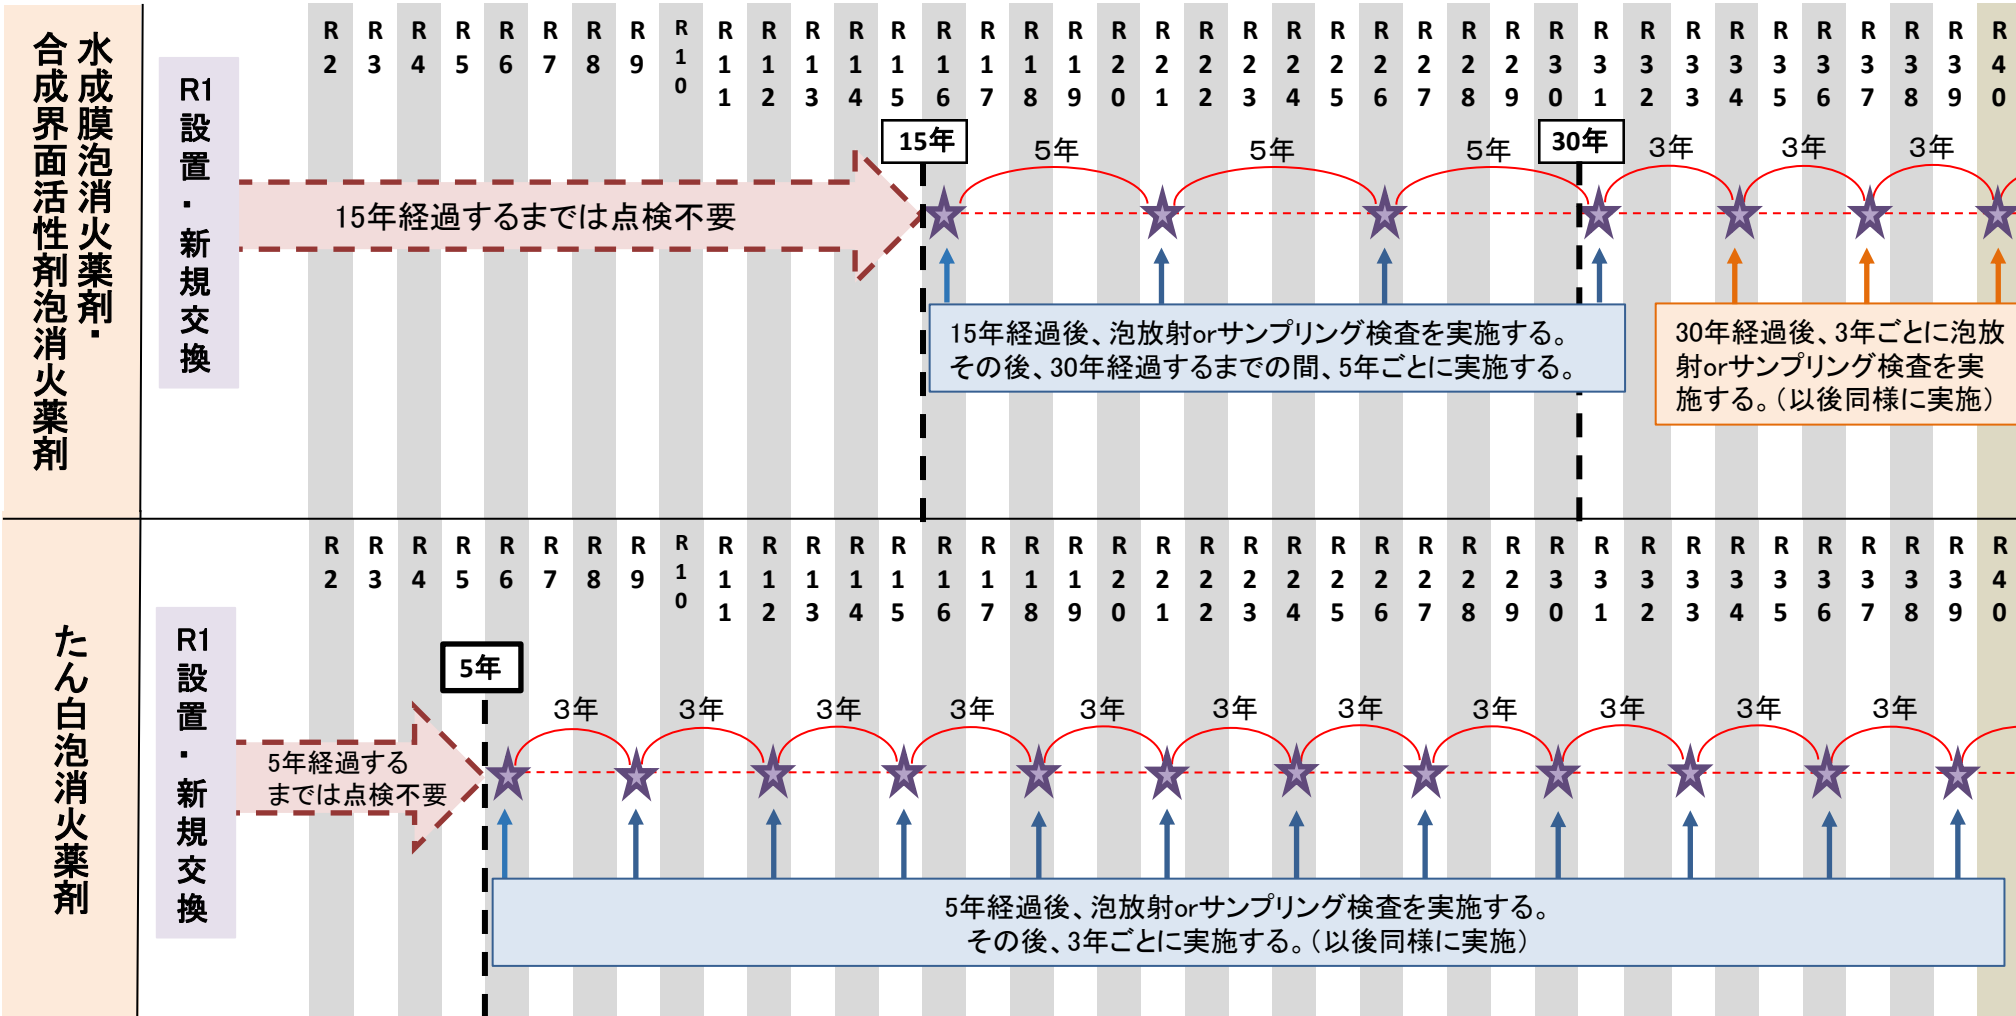 水成膜泡消火薬剤・
合成界面活性剤泡消火薬剤
R1設置・新規交換
R2 R3 R4 R5 R6 R7 R8 R9 R10 R11 R12 R13 R14 R15 R16 R17 R18 R19 R20 R21 R22 R23 R24 R25 R26 R27 R28 R29 R30 R31 R32 R33 R34 R35 R36 R37 R38 R39 R40
15年
30年
5年 5年 5年 3年 3年 3年
15年経過するまでは点検不要
15年経過後、泡放射orサンプリング検査を実施する。
その後、30年経過するまでの間、5年ごとに実施する。
30年経過後、3年ごとに泡放
射orサンプリング検査を実
施する。（以後同様に実施）
たん白泡消火薬剤
R1設置・新規交換
R2 R3 R4 R5 R6 R7 R8 R9 R10 R11 R12 R13 R14 R15 R16 R17 R18 R19 R20 R21 R22 R23 R24 R25 R26 R27 R28 R29 R30 R31 R32 R33 R34 R35 R36 R37 R38 R39 R40
5年
3年 3年 3年 3年 3年 3年 3年 3年 3年 3年 3年
5年経過する
までは点検不要
5年経過後、泡放射orサンプリング検査を実施する。
その後、3年ごとに実施する。（以後同様に実施）